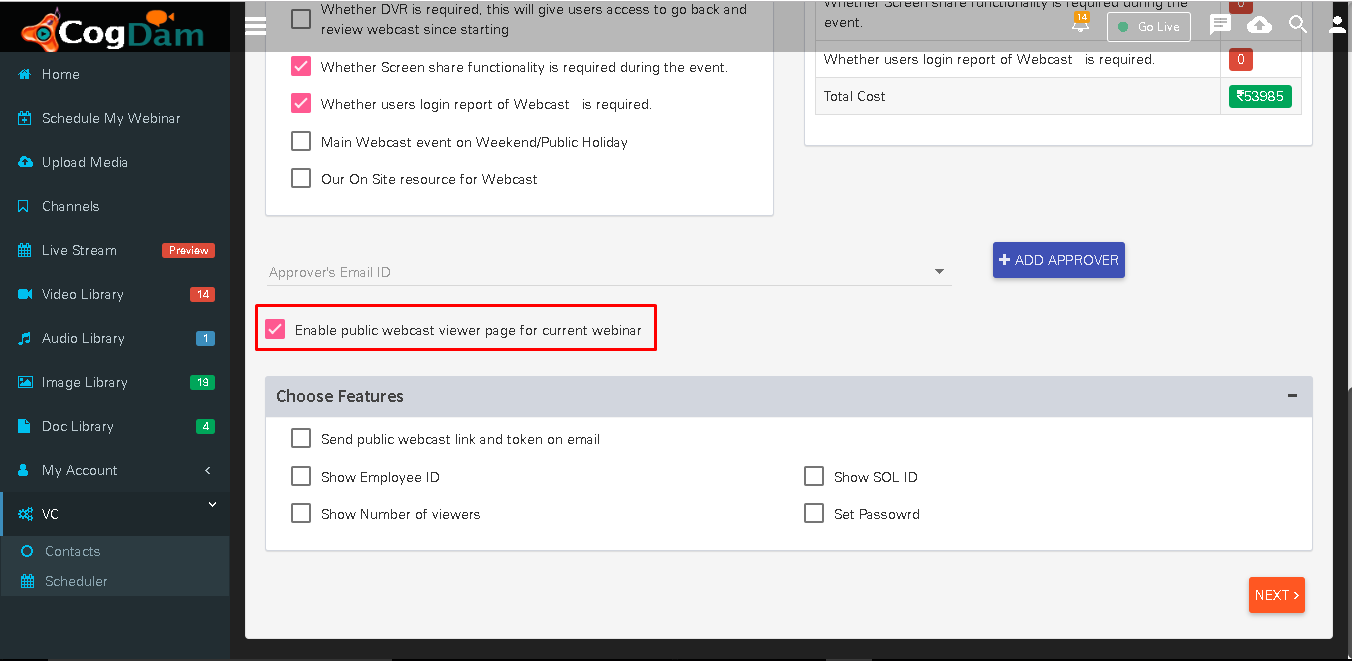 CogDam
Home
Schedule My Webinar
Upload Media
Channels
Live Stream Preview
Video Library 14
Audio Library 1
Image Library 19
Doc Library 4
My Account
VC
Contacts
Scheduler
14
Go Live
Whether DVR is required, this will give users access to go back and
review webcast since starting
Whether Screen share functionality is required during the event.
Whether users login report of Webcast is required.
Main Webcast event on Weekend/Public Holiday
Our On Site resource for Webcast
Whether Screen share functionality is required during the 0
event.
Whether users login report of Webcast is required. 0
Total Cost ₹53985
Approver's Email ID
+ ADD APPROVER
Enable public webcast viewer page for current webinar
Choose Features
Send public webcast link and token on email
Show Employee ID Show SOL ID
Show Number of viewers Set Passowrd
NEXT >